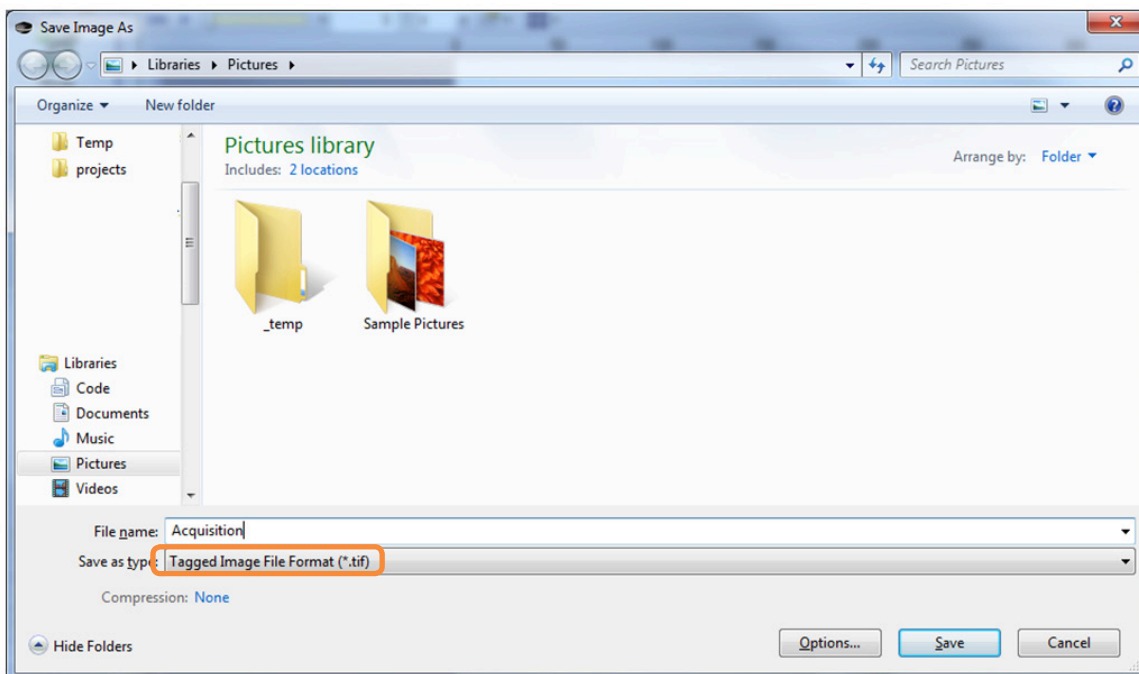 Save Image As
Libraries Pictures
Search Pictures
Organize New folder
Temp
projects
Pictures library
Includes: 2 locations
Arrange by: Folder
_temp
Sample Pictures
Libraries
Code
Documents
Music
Pictures
Videos
File name: Acquisition
Save as type: Tagged Image File Format (*.tif)
Compression: None
Hide Folders
Options...
Save
Cancel